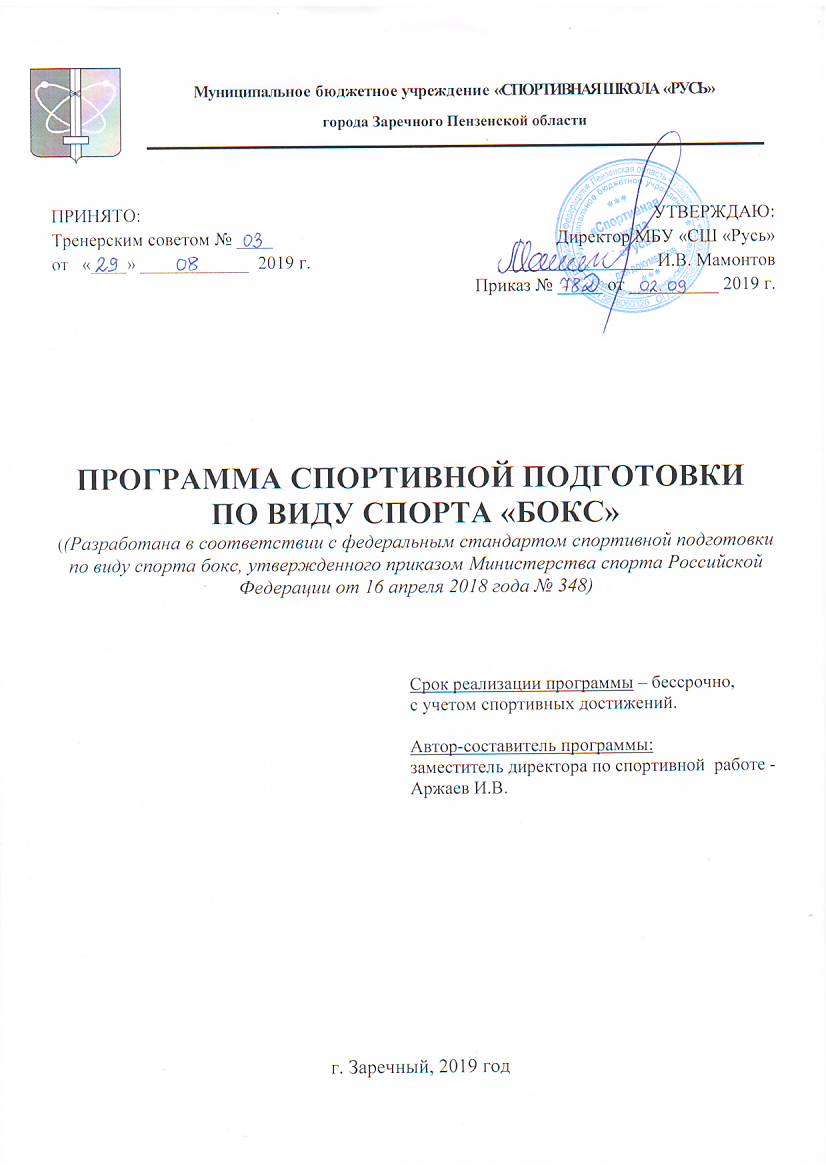 Муниципальное бюджетное учреждение «СПОРТИВНАЯ ШКОЛА «РУСЬ»
города Заречного Пензенской области
ПРИНЯТО:
Тренерским советом № 03
от «29» 08 2019 г.
УТВЕРЖДАЮ:
Директор МБУ «СШ «Русь»
И.В. Мамонтов
Приказ № 78Д от 02.09 2019 г.
ПРОГРАММА СПОРТИВНОЙ ПОДГОТОВКИ
ПО ВИДУ СПОРТА «БОКС»
((Разработана в соответствии с федеральным стандартом спортивной подготовки
по виду спорта бокс, утвержденного приказом Министерства спорта Российской
Федерации от 16 апреля 2018 года № 348)
Срок реализации программы – бессрочно,
с учетом спортивных достижений.
Автор-составитель программы:
заместитель директора по спортивной работе -
Аржаев И.В.
г. Заречный, 2019 год